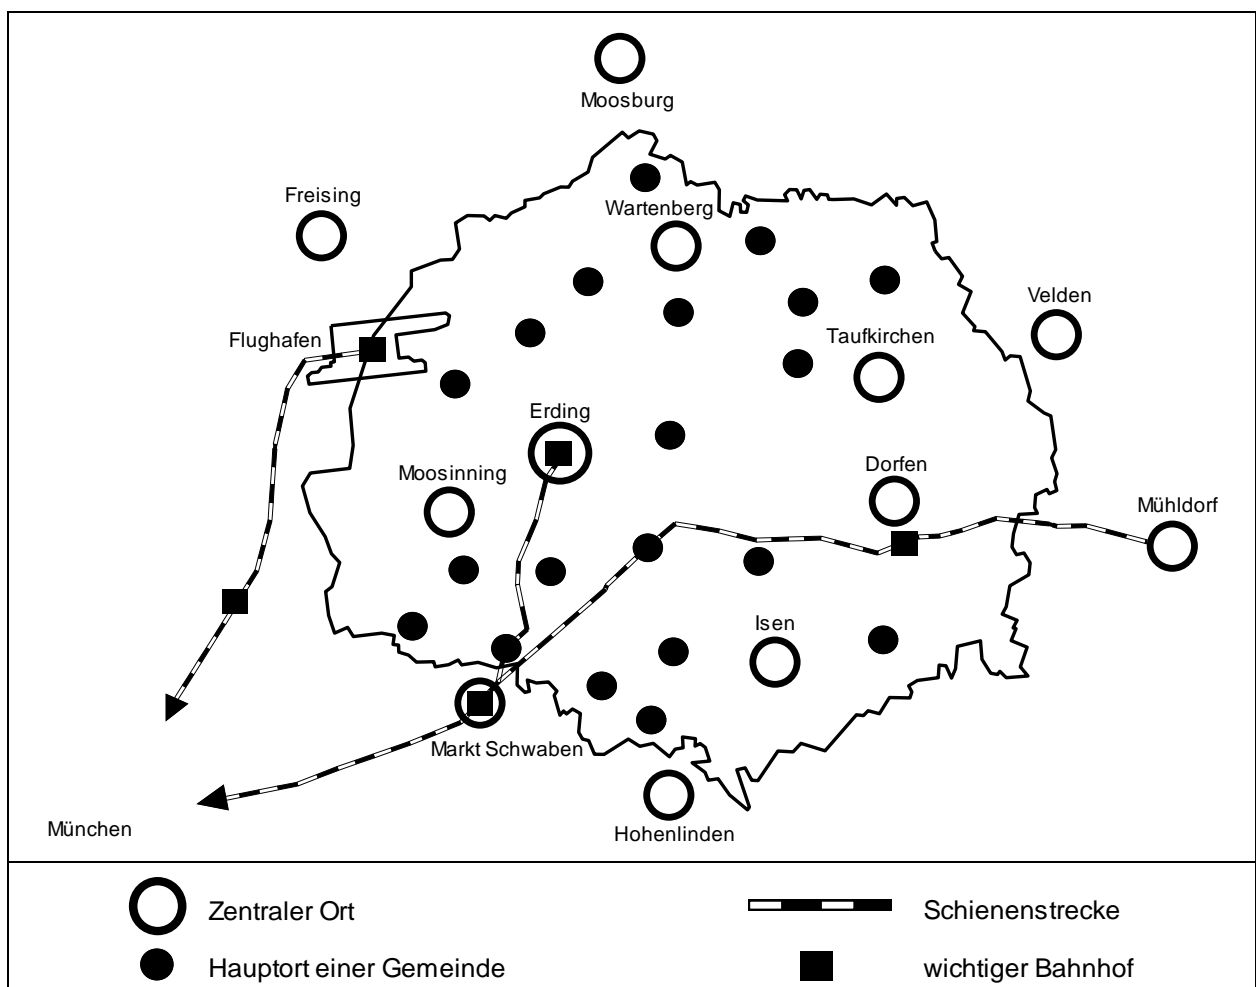 Moosburg
Freising
Wartenberg
Velden
Flughafen
Taufkirchen
Erding
Dorfen
Moosinning
Mühldorf
Isen
Markt Schwaben
München
Hohenlinden
Zentraler Ort
Schienenstrecke
Hauptort einer Gemeinde
wichtiger Bahnhof